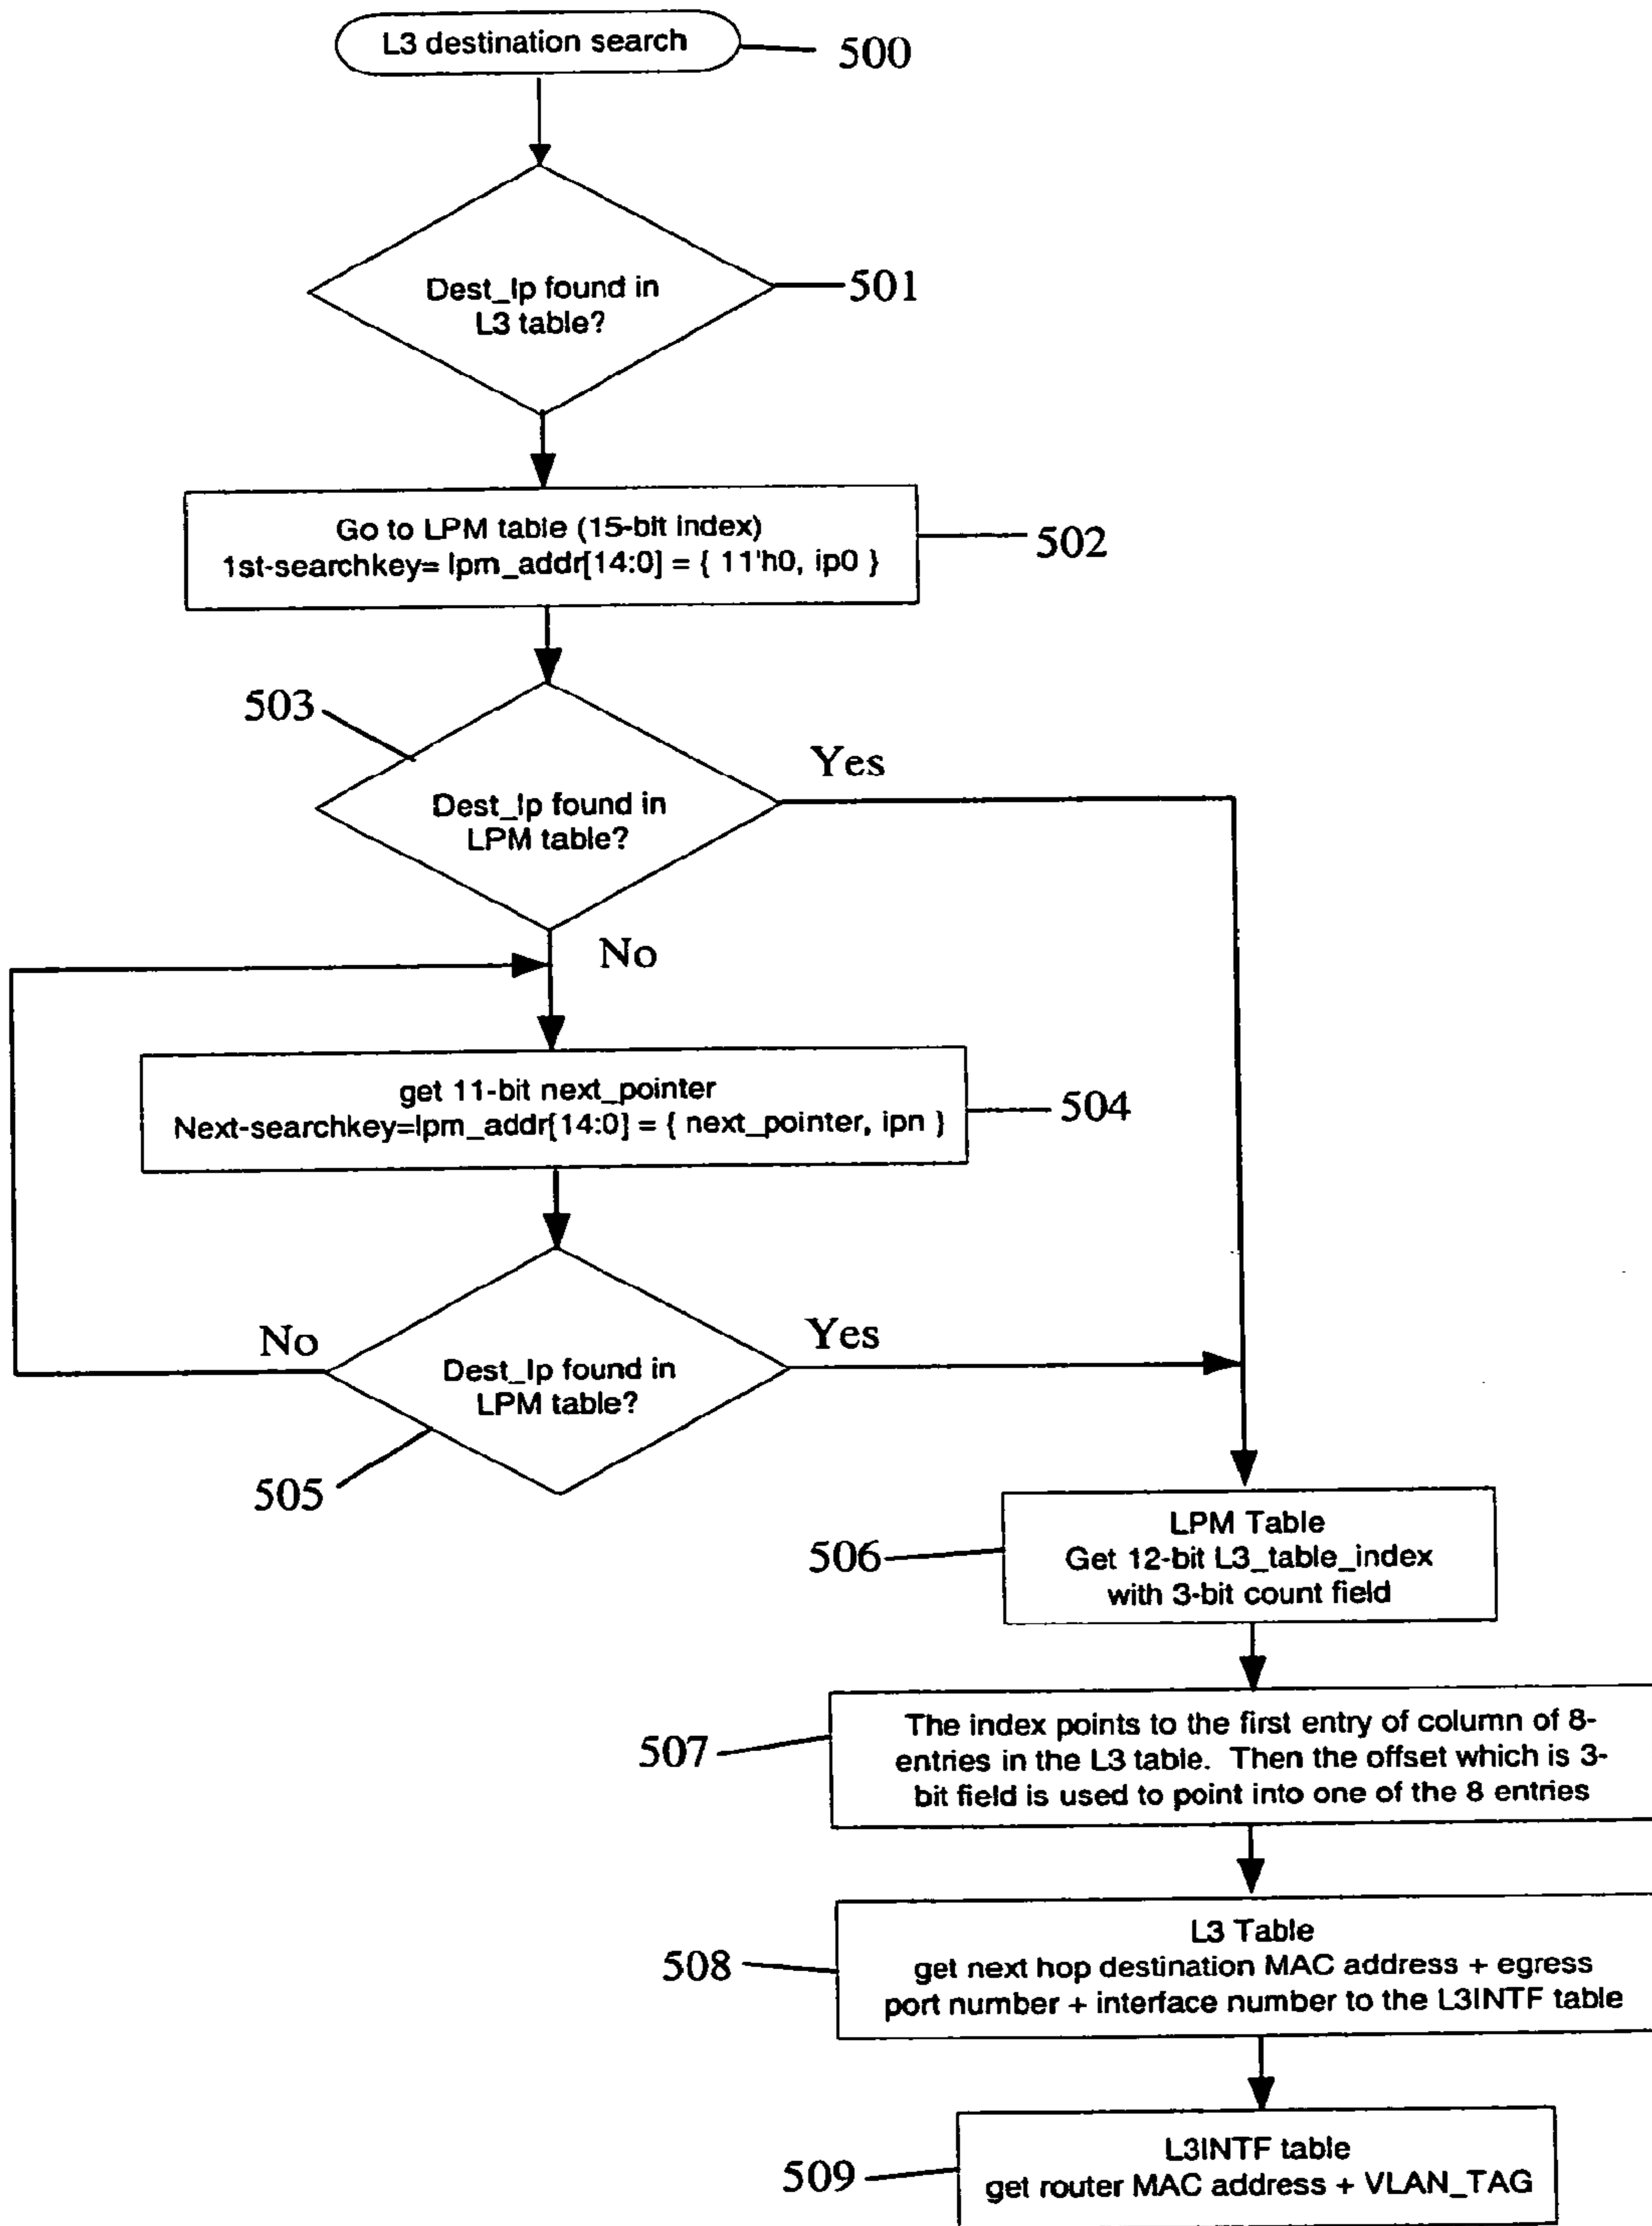 L3 destination search
500
Dest_Ip found in
L3 table?
501
Go to LPM table (15-bit index)
1st-searchkey= lpm_addr[14:0] = { 11'h0, ip0 }
502
503
Dest_Ip found in
LPM table?
Yes
No
get 11-bit next_pointer
Next-searchkey=lpm_addr[14:0] = { next_pointer, ipn }
504
Dest_Ip found in
LPM table?
No
Yes
505
LPM Table
Get 12-bit L3_table_index
with 3-bit count field
506
The index points to the first entry of column of 8-
entries in the L3 table. Then the offset which is 3-
bit field is used to point into one of the 8 entries
507
L3 Table
get next hop destination MAC address + egress
port number + interface number to the L3INTF table
508
L3INTF table
get router MAC address + VLAN_TAG
509